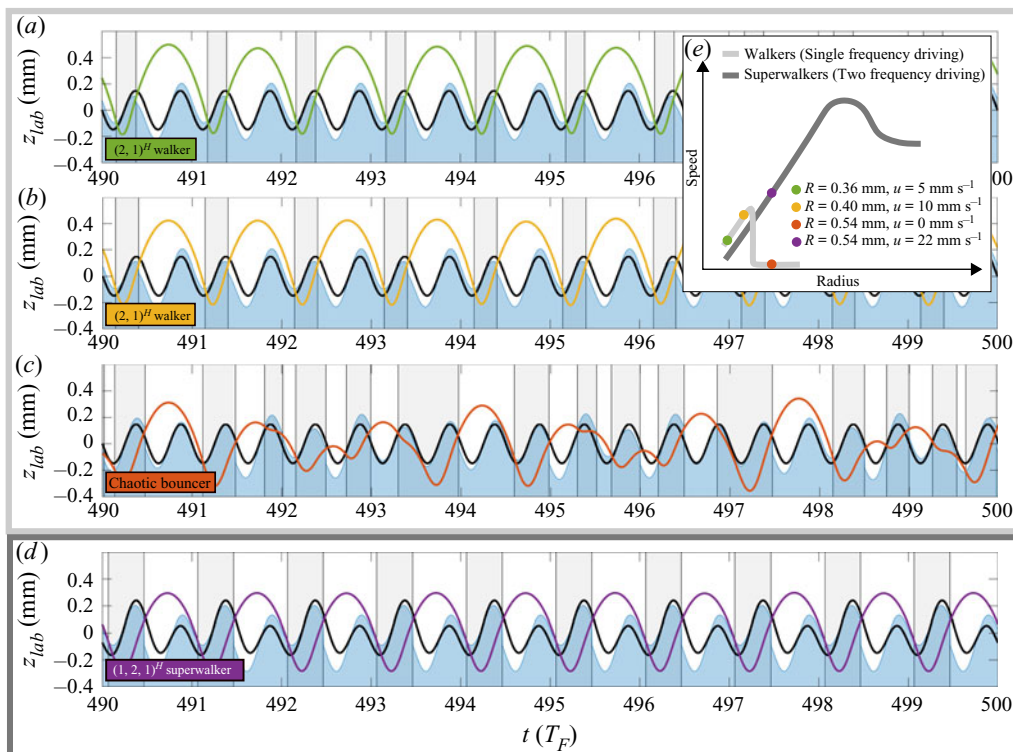 (a)
0.4
0.2
0
−0.2
−0.4
z_lab (mm)
(2, 1)^H walker
490 491 492 493 494 495 496 500
(e)
Walkers (Single frequency driving)
Superwalkers (Two frequency driving)
Speed
R = 0.36 mm, u = 5 mm s⁻¹
R = 0.40 mm, u = 10 mm s⁻¹
R = 0.54 mm, u = 0 mm s⁻¹
R = 0.54 mm, u = 22 mm s⁻¹
Radius
(b)
0.4
0.2
0
−0.2
−0.4
z_lab (mm)
(2, 1)^H walker
490 491 492 493 494 495 496 497 498 499 500
(c)
0.4
0.2
0
−0.2
−0.4
z_lab (mm)
Chaotic bouncer
490 491 492 493 494 495 496 497 498 499 500
(d)
0.4
0.2
0
−0.2
−0.4
z_lab (mm)
(1, 2, 1)^H superwalker
490 491 492 493 494 495 496 497 498 499 500
t (T_F)